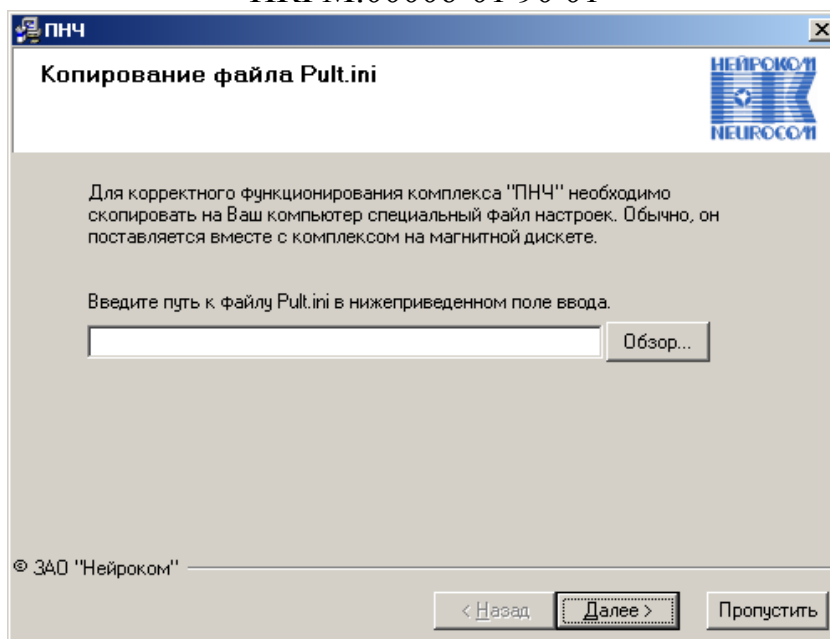 ПНЧ
Копирование файла Pult.ini
НЕЙРОКОМ
NEUROCOM
Для корректного функционирования комплекса "ПНЧ" необходимо
скопировать на Ваш компьютер специальный файл настроек. Обычно, он
поставляется вместе с комплексом на магнитной дискете.
Введите путь к файлу Pult.ini в нижеприведенном поле ввода.
Обзор...
© ЗАО "Нейроком"
< Назад
Далее >
Пропустить